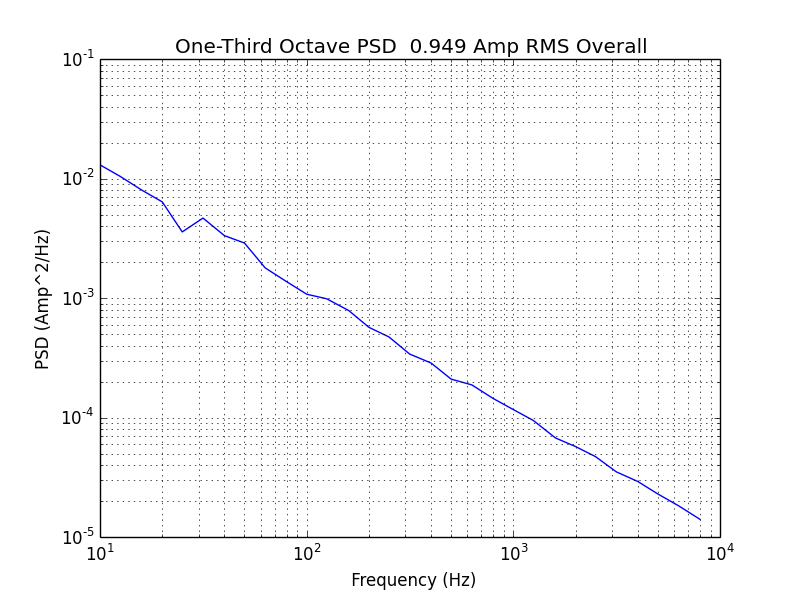 One-Third Octave PSD  0.949 Amp RMS Overall
PSD (Amp^2/Hz)
10^-1
10^-2
10^-3
10^-4
10^-5
10^1 10^2 10^3 10^4
Frequency (Hz)